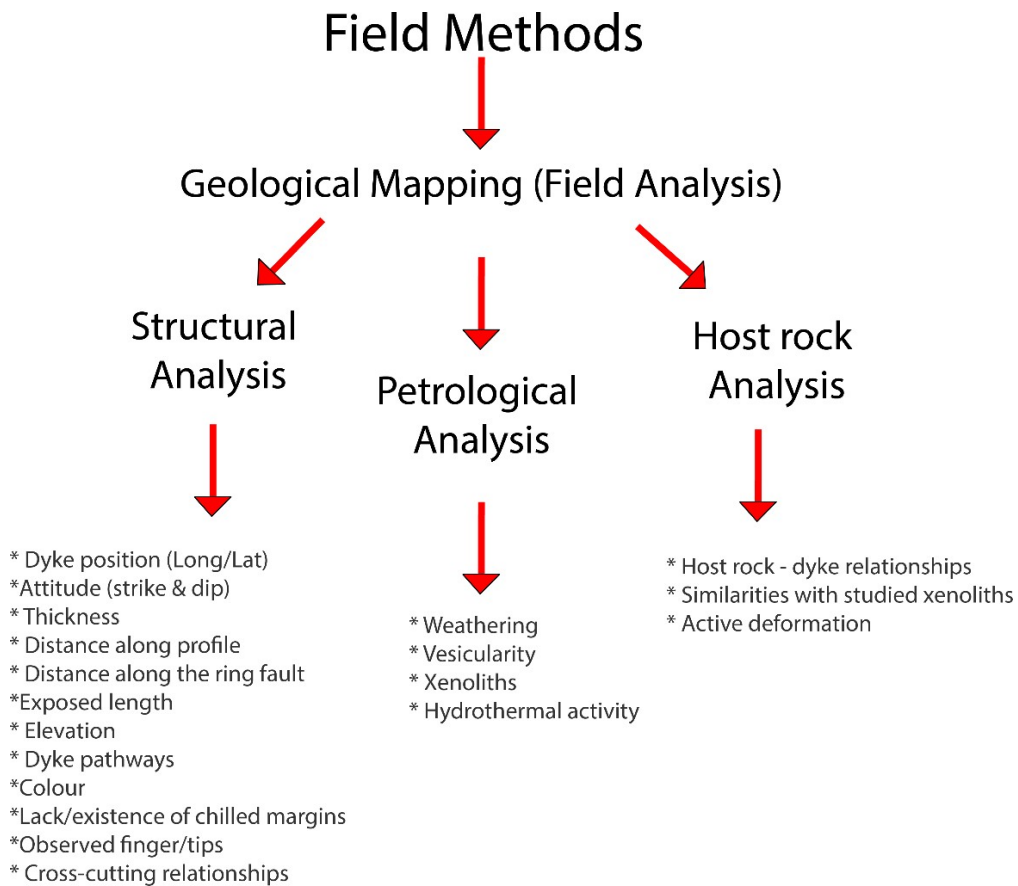 Field Methods
Geological Mapping (Field Analysis)
Structural
Analysis
* Dyke position (Long/Lat)
*Attitude (strike & dip)
* Thickness
* Distance along profile
* Distance along the ring fault
*Exposed length
* Elevation
* Dyke pathways
*Colour
*Lack/existence of chilled margins
*Observed finger/tips
* Cross-cutting relationships
Petrological
Analysis
* Weathering
* Vesicularity
* Xenoliths
* Hydrothermal activity
Host rock
Analysis
* Host rock - dyke relationships
* Similarities with studied xenoliths
* Active deformation